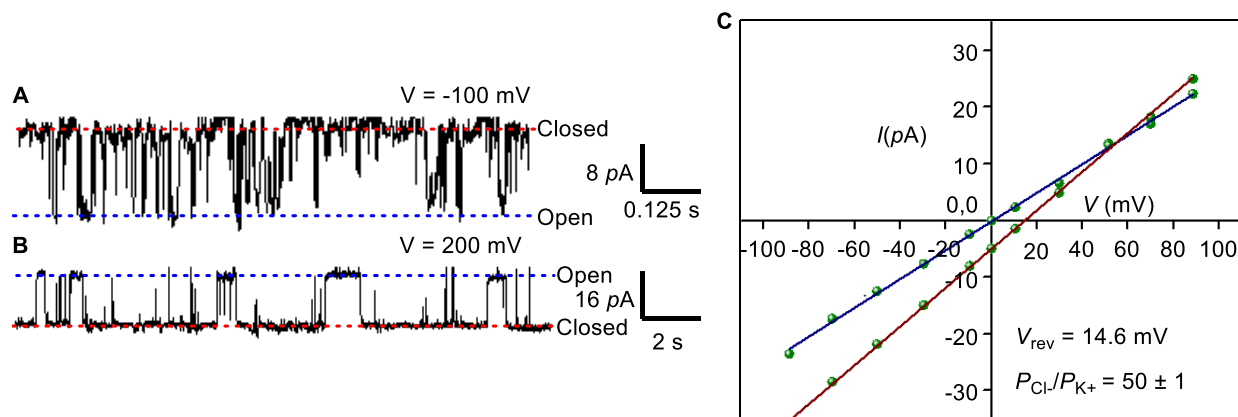 A
V = -100 mV
Closed
8 pA
0.125 s
Open
B
V = 200 mV
Open
16 pA
Closed
2 s
C
30
20
I(pA)
10
0,0
V (mV)
-100 -80 -60 -40 -20 20 40 60 80 100
-10
-20
Vrev = 14.6 mV
PCl-/PK+ = 50 ± 1
-30